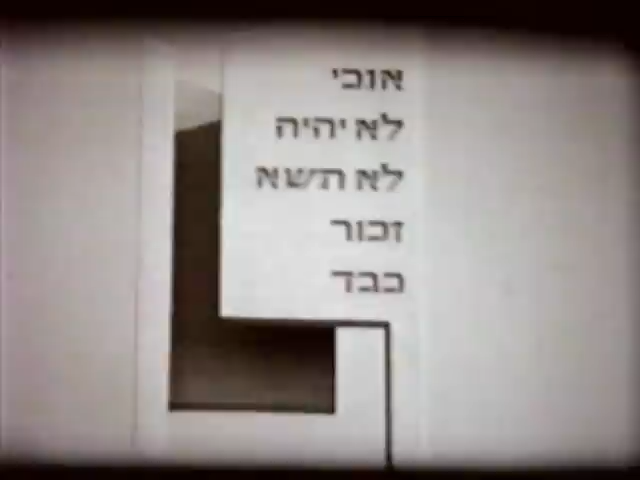 אנכי
לא יהיה
לא תשא
זכור
כבד